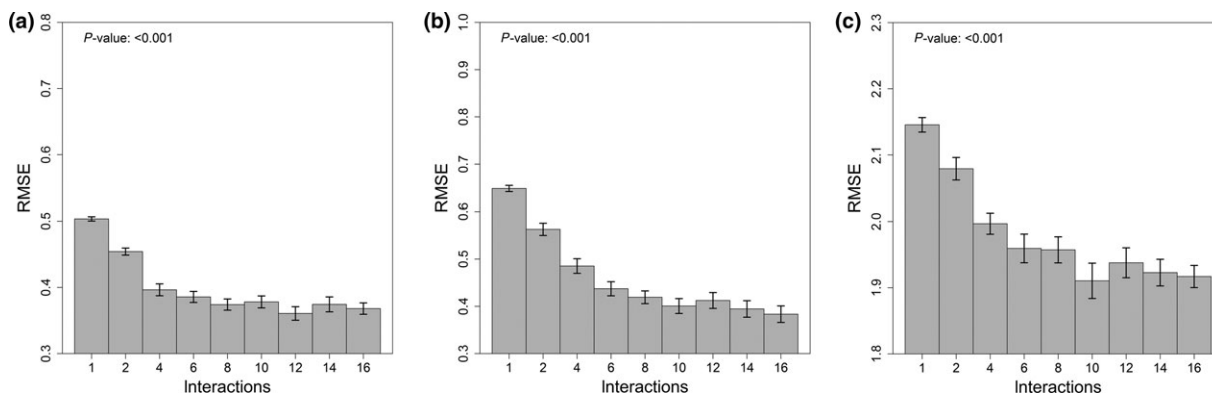 (a)
P-value: <0.001
RMSE
0.8
0.7
0.6
0.5
0.4
0.3
1 2 4 6 8 10 12 14 16
Interactions
(b)
P-value: <0.001
RMSE
1.0
0.9
0.8
0.7
0.6
0.5
0.4
0.3
1 2 4 6 8 10 12 14 16
Interactions
(c)
P-value: <0.001
RMSE
2.3
2.2
2.1
2.0
1.9
1.8
1 2 4 6 8 10 12 14 16
Interactions